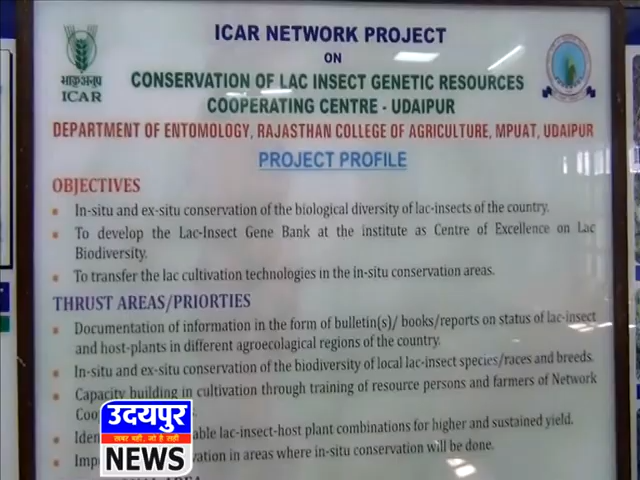 ICAR NETWORK PROJECT
ON
CONSERVATION OF LAC INSECT GENETIC RESOURCES
COOPERATING CENTRE - UDAIPUR
भाकृअनुप
ICAR
DEPARTMENT OF ENTOMOLOGY, RAJASTHAN COLLEGE OF AGRICULTURE, MPUAT, UDAIPUR
PROJECT PROFILE
OBJECTIVES
In-situ and ex-situ conservation of the biological diversity of lac-insects of the country.
To develop the Lac-Insect Gene Bank at the institute as Centre of Excellence on Lac
Biodiversity.
To transfer the lac cultivation technologies in the in-situ conservation areas.
THRUST AREAS/PRIORTIES
Documentation of information in the form of bulletin(s)/ books/reports on status of lac-insect
and host-plants in different agroecological regions of the country.
In-situ and ex-situ conservation of the biodiversity of local lac-insect species/races and breeds.
Capacity building in cultivation through training of resource persons and farmers of Network
lac-insect-host plant combinations for higher and sustained yield.
in areas where in-situ conservation will be done.
उदयपुर
खबर वही, जो है सही
NEWS